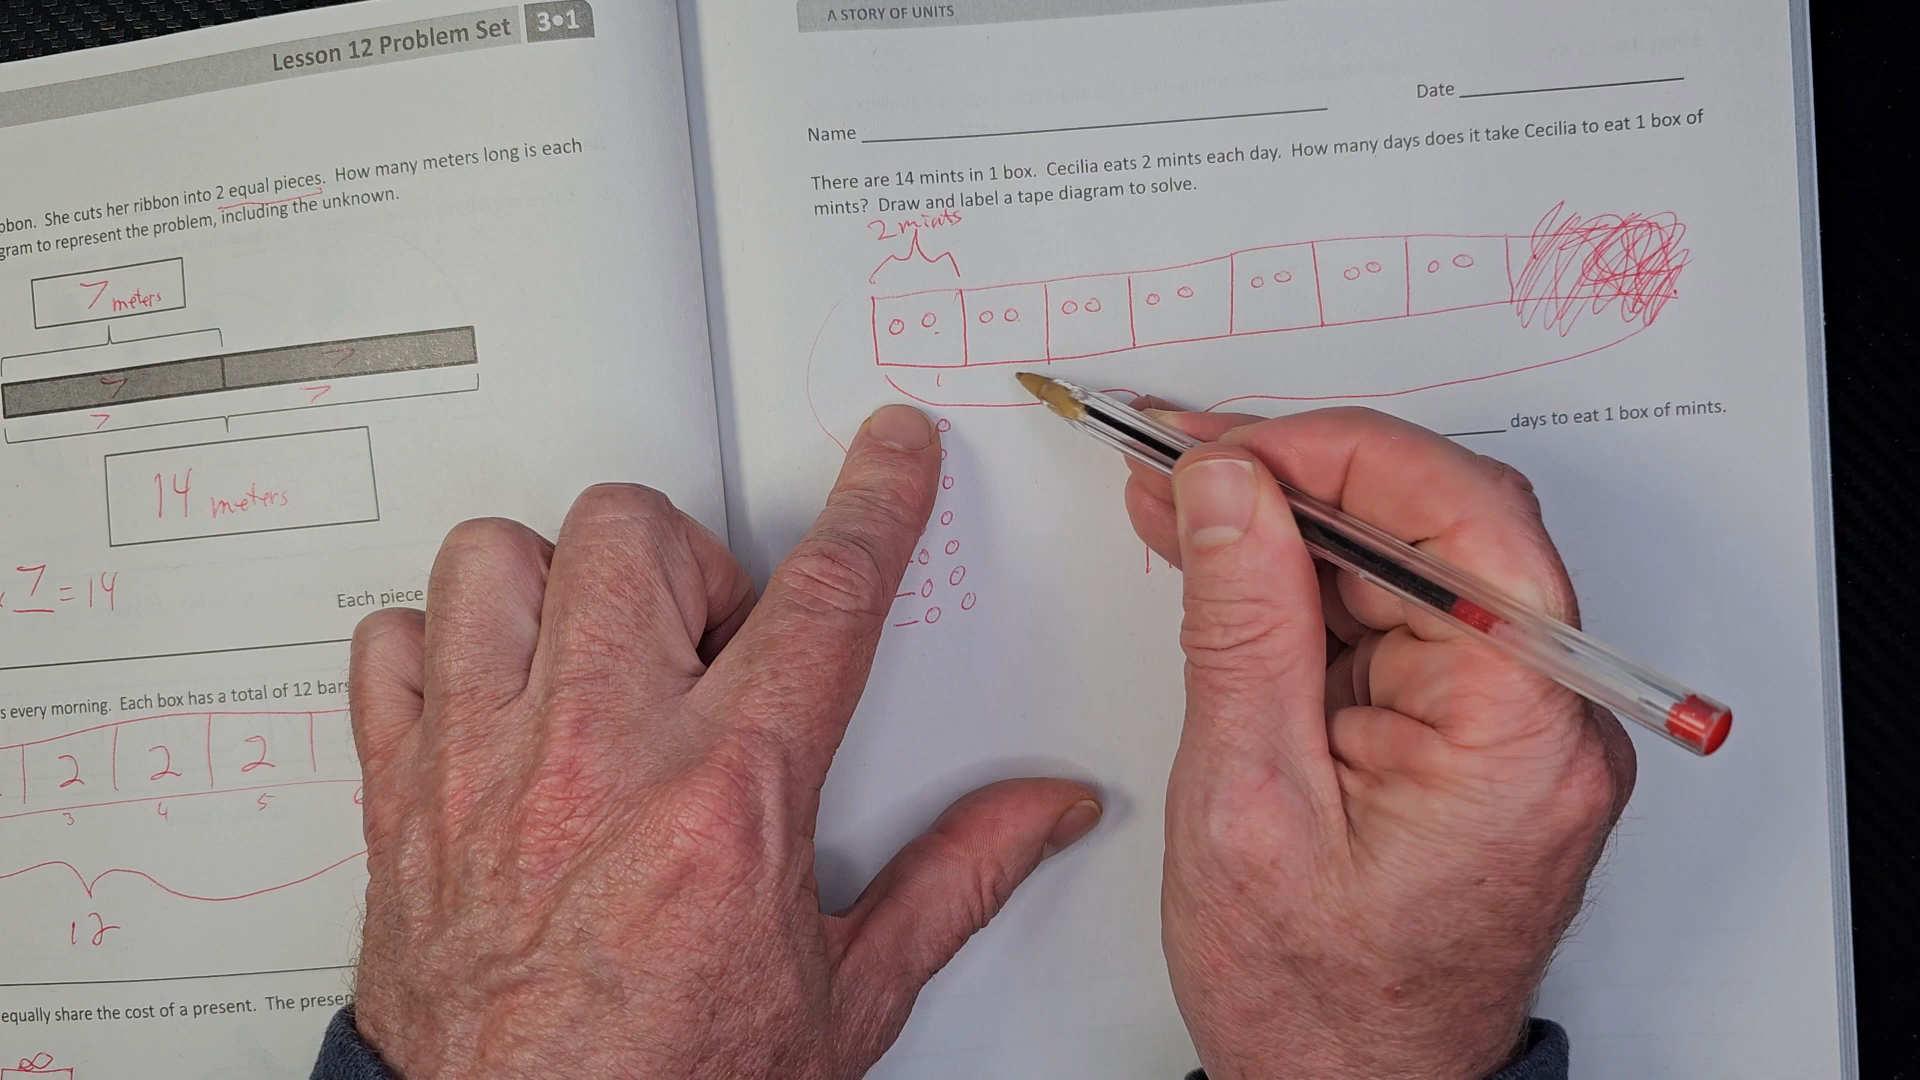 Lesson 12 Problem Set 3•1
bbon. She cuts her ribbon into 2 equal pieces. How many meters long is each
gram to represent the problem, including the unknown.
7 meters
7 7
7 7
14 meters
7 = 14
Each piece
s every morning. Each box has a total of 12 bars
2 2 2
3 4 5
12
equally share the cost of a present. The presen
A STORY OF UNITS
Name Date
There are 14 mints in 1 box. Cecilia eats 2 mints each day. How many days does it take Cecilia to eat 1 box of
mints? Draw and label a tape diagram to solve.
2 mints
1
days to eat 1 box of mints.